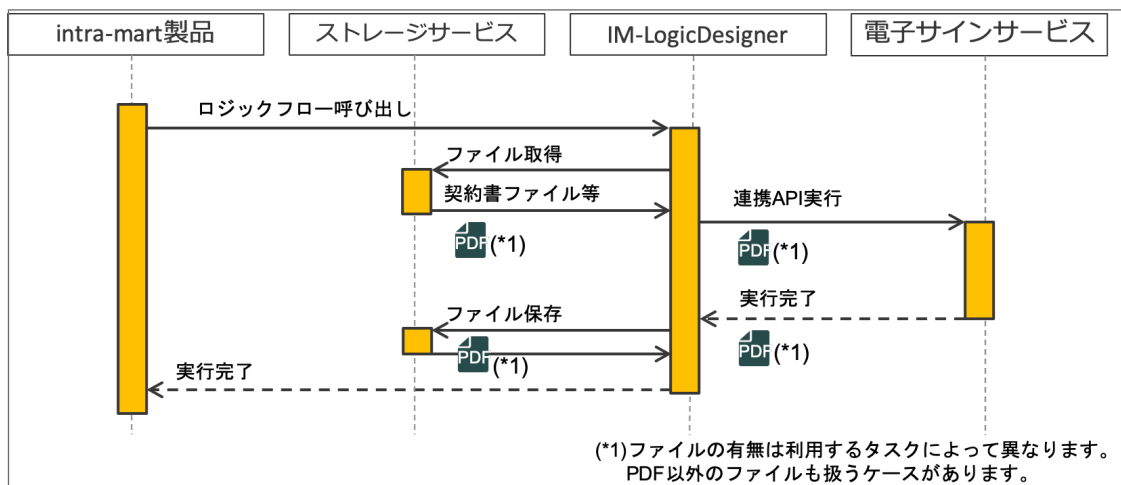 intra-mart製品
ストレージサービス
IM-LogicDesigner
電子サインサービス
ロジックフロー呼び出し
ファイル取得
契約書ファイル等
連携API実行
PDF(*1)
PDF(*1)
実行完了
ファイル保存
PDF(*1)
PDF(*1)
実行完了
(*1)ファイルの有無は利用するタスクによって異なります。
PDF以外のファイルも扱うケースがあります。